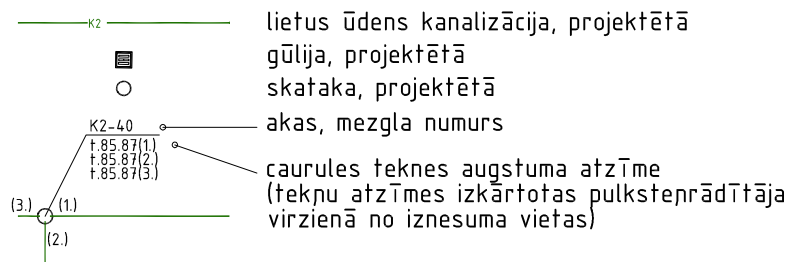 K2 lietus ūdens kanalizācija, projektētā
gūlija, projektētā
skataka, projektētā
K2-40 akas, mezgla numurs
t.85.87(1.)
t.85.87(2.)
t.85.87(3.)
caurules teknes augstuma atzīme
(tekņu atzīmes izkārtotas pulksteņrādītāja
virzienā no iznesuma vietas)
(3.) (1.)
(2.)